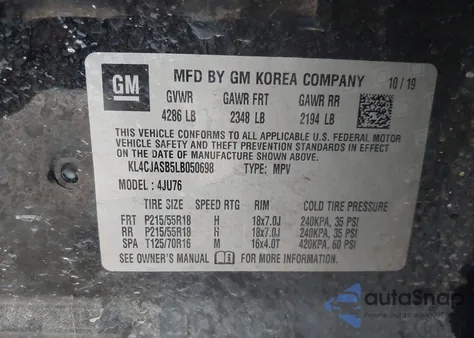 GM
MFD BY GM KOREA COMPANY 10/19
GVWR GAWR FRT GAWR RR
4286 LB 2348 LB 2194 LB
THIS VEHICLE CONFORMS TO ALL APPLICABLE U.S. FEDERAL MOTOR
VEHICLE SAFETY AND THEFT PREVENTION STANDARDS IN EFFECT ON THE
DATE OF MANUFACTURE SHOWN ABOVE.
KL4CJASB5LB050698 TYPE: MPV
MODEL: 4JU76
TIRE SIZE SPEED RTG RIM COLD TIRE PRESSURE
FRT P215/55R18 H 18x7.0J 240KPA, 35 PSI
RR P215/55R18 H 18x7.0J 240KPA, 35 PSI
SPA T125/70R16 M 16x4.0T 420KPA, 60 PSI
SEE OWNER'S MANUAL FOR MORE INFORMATION.
autoSnap